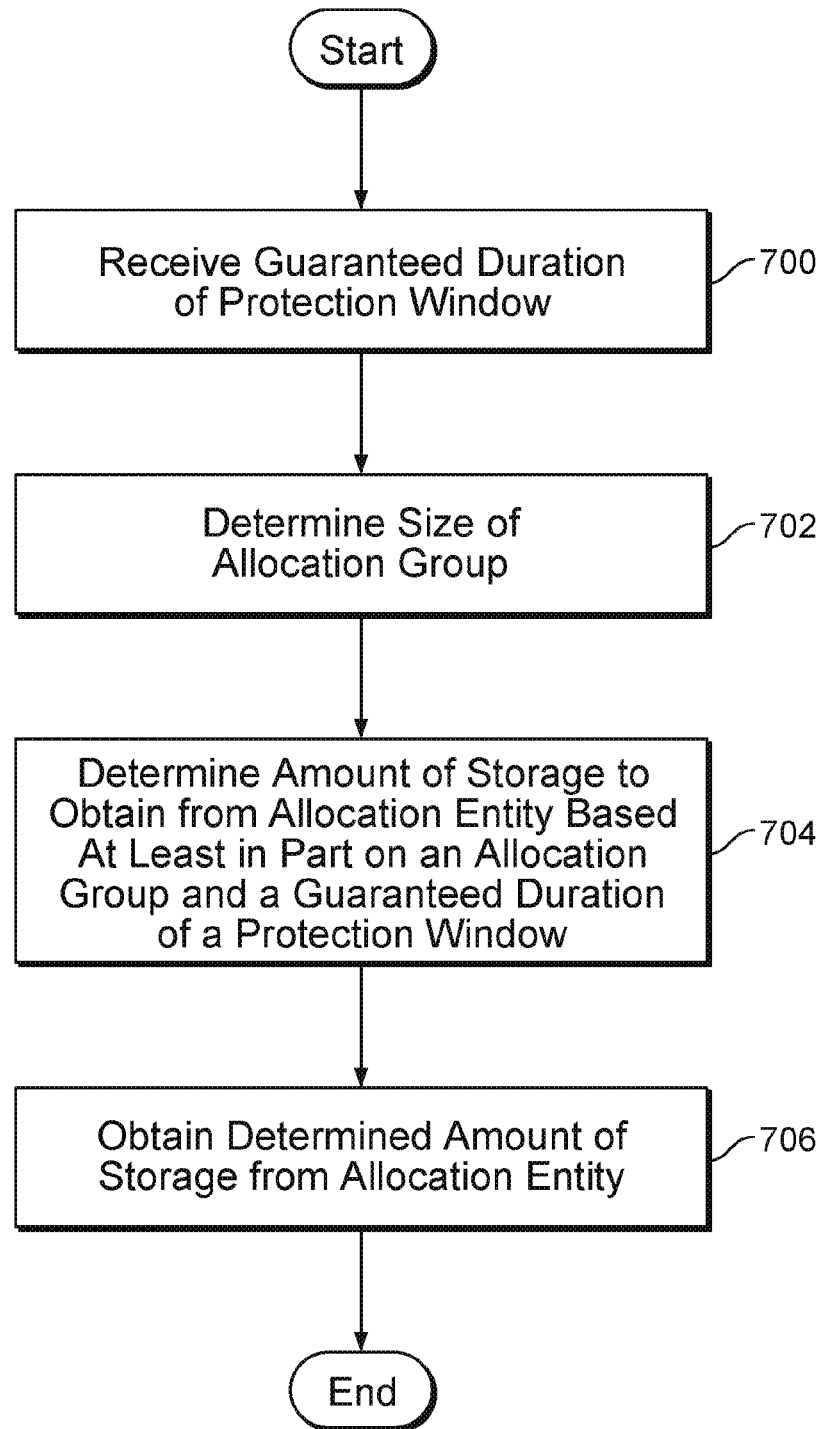 Start
Receive Guaranteed Duration
of Protection Window
700
Determine Size of
Allocation Group
702
Determine Amount of Storage to
Obtain from Allocation Entity Based
At Least in Part on an Allocation
Group and a Guaranteed Duration
of a Protection Window
704
Obtain Determined Amount of
Storage from Allocation Entity
706
End